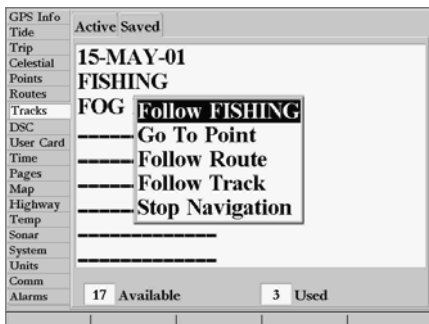 GPS Info
Tide
Trip
Celestial
Points
Routes
Tracks
DSC
User Card
Time
Pages
Map
Highway
Temp
Sonar
System
Units
Comm
Alarms
Active Saved
15-MAY-01
FISHING
FOG
Follow FISHING
Go To Point
Follow Route
Follow Track
Stop Navigation
17 Available 3 Used